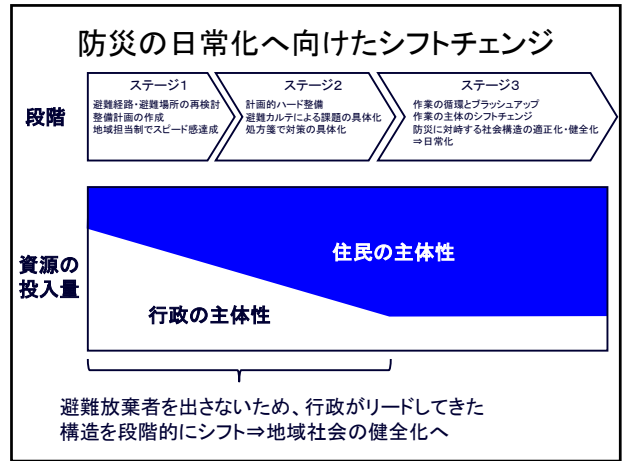 防災の日常化へ向けたシフトチェンジ
段階
ステージ1
避難経路・避難場所の再検討
整備計画の作成
地域担当制でスピード感達成
ステージ2
計画的ハード整備
避難カルテによる課題の具体化
処方箋で対策の具体化
ステージ3
作業の循環とブラッシュアップ
作業の主体のシフトチェンジ
防災に対峙する社会構造の適正化・健全化
⇒日常化
資源の
投入量
住民の主体性
行政の主体性
避難放棄者を出さないため、行政がリードしてきた
構造を段階的にシフト⇒地域社会の健全化へ